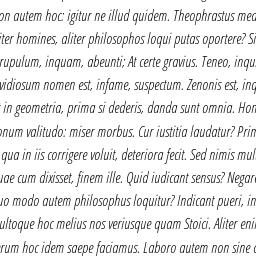 on autem hoc: igitur ne illud quidem. Theophrastus med
iter homines, aliter philosophos loqui putas oportere? Si
rupulum, inquam, abeunti; At certe gravius. Teneo, inqu
vidiosum nomen est, infame, suspectum. Zenonis est, inq
t in geometria, prima si dederis, danda sunt omnia. Hon
onum valitudo: miser morbus. Cur iustitia laudatur? Prim
qua in iis corrigere voluit, deteriora fecit. Sed nimis mul
uae cum dixisset, finem ille. Quid iudicant sensus? Negar
uo modo autem philosophus loquitur? Indicant pueri, in
ultoque hoc melius nos veriusque quam Stoici. Aliter eni
erum hoc idem saepe faciamus. Laboro autem non sine c